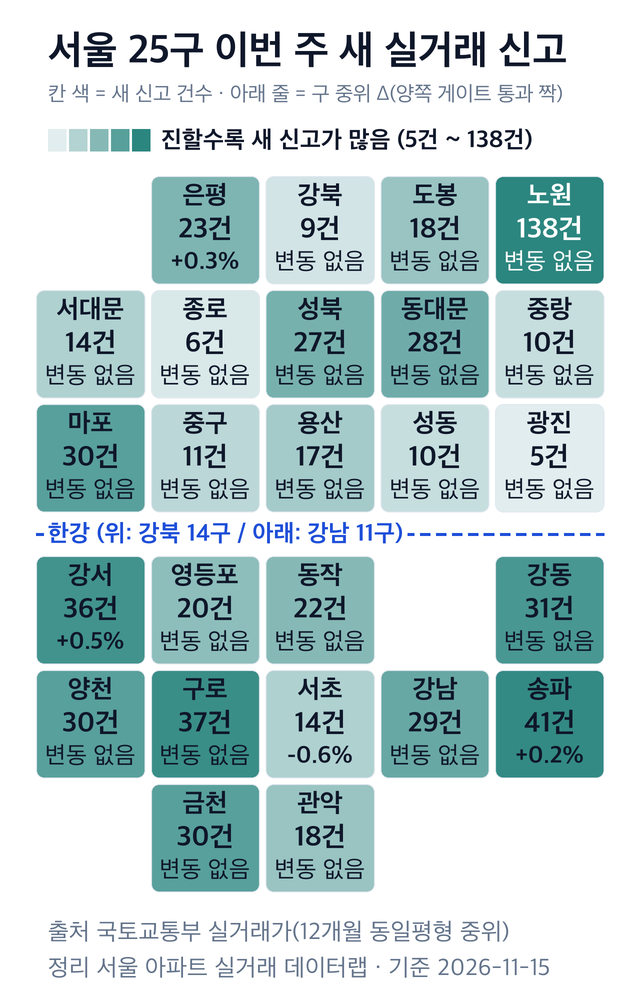 서울 25구 이번 주 새 실거래 신고
칸 색 = 새 신고 건수 · 아래 줄 = 구 중위 Δ(양쪽 게이트 통과 짝)
진할수록 새 신고가 많음 (5건 ~ 138건)
은평 강북 도봉 노원
23건 9건 18건 138건
+0.3% 변동 없음 변동 없음 변동 없음
서대문 종로 성북 동대문 중랑
14건 6건 27건 28건 10건
변동 없음 변동 없음 변동 없음 변동 없음 변동 없음
마포 중구 용산 성동 광진
30건 11건 17건 10건 5건
변동 없음 변동 없음 변동 없음 변동 없음 변동 없음
한강 (위: 강북 14구 / 아래: 강남 11구)
강서 영등포 동작 강동
36건 20건 22건 31건
+0.5% 변동 없음 변동 없음 변동 없음
양천 구로 서초 강남 송파
30건 37건 14건 29건 41건
변동 없음 변동 없음 -0.6% 변동 없음 +0.2%
금천 관악
30건 18건
변동 없음 변동 없음
출처 국토교통부 실거래가(12개월 동일평형 중위)
정리 서울 아파트 실거래 데이터랩 · 기준 2026-11-15